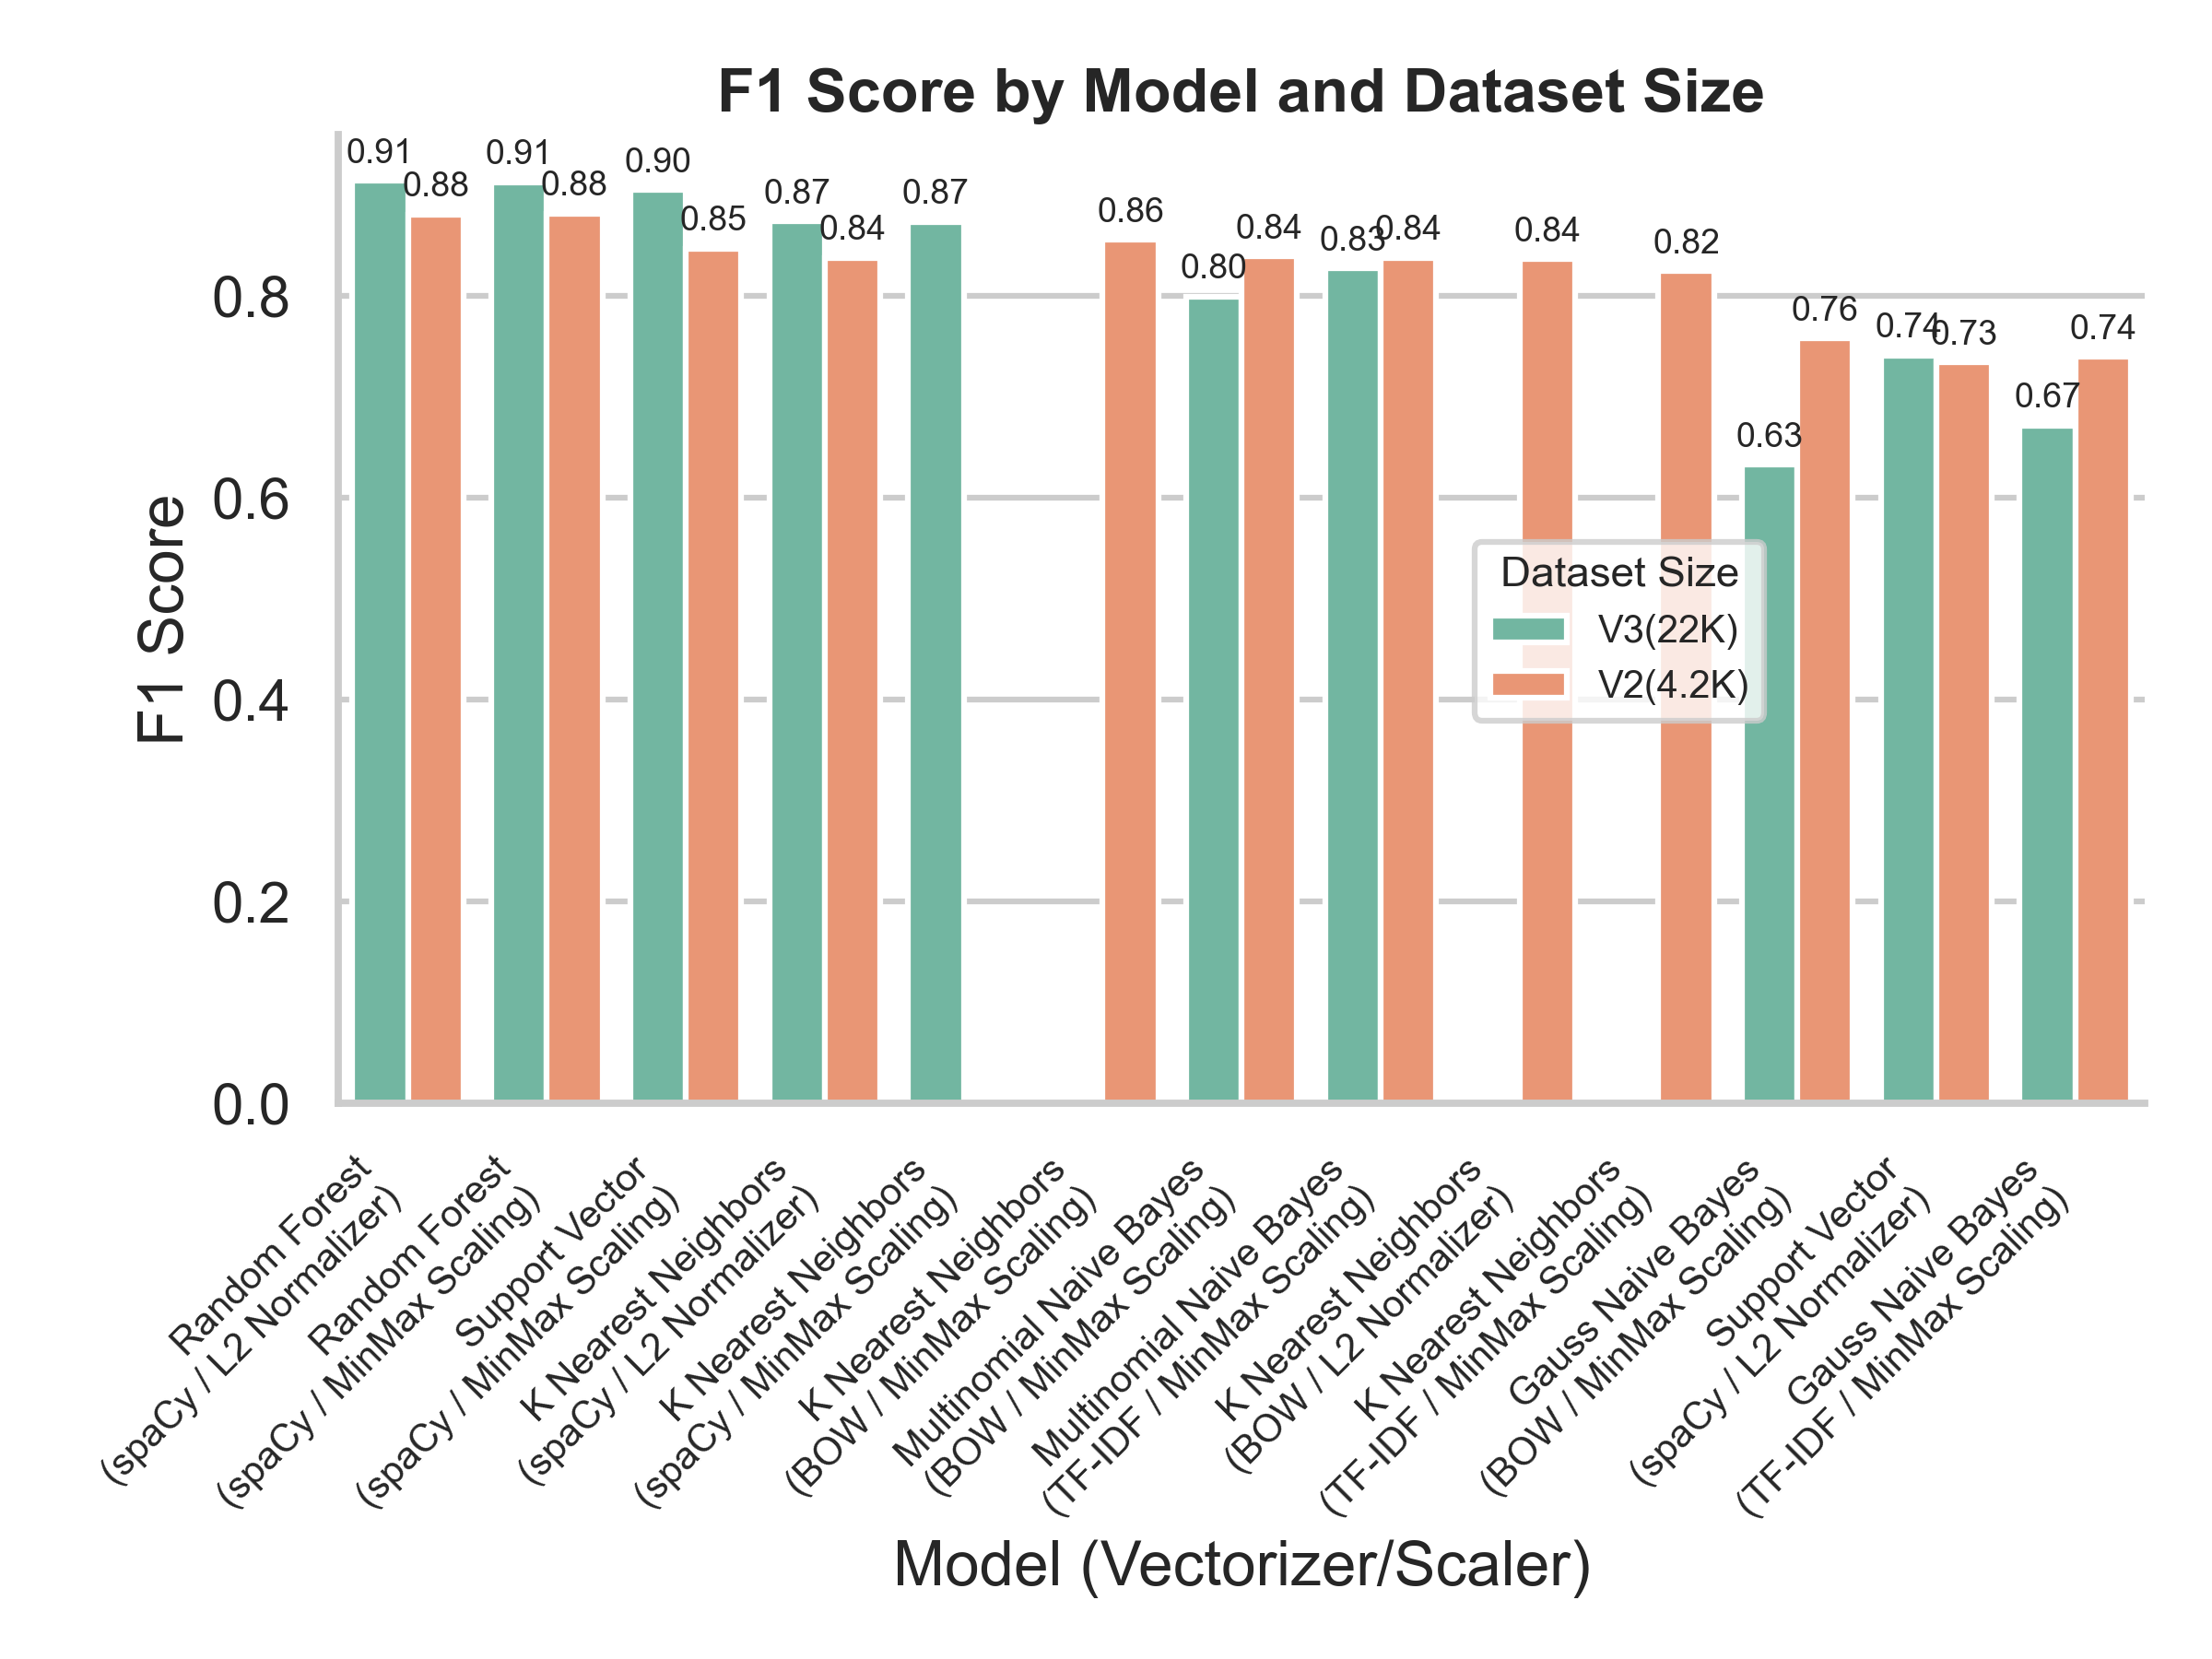 F1 Score by Model and Dataset Size
0.91
0.88
0.91
0.88
0.90
0.85
0.87
0.84
0.87
0.86
0.80
0.84
0.83
0.84
0.84
0.82
0.63
0.76
0.74
0.73
0.67
0.74
F1 Score
0.8
0.6
0.4
0.2
0.0
Dataset Size
V3(22K)
V2(4.2K)
Random Forest
(spaCy / L2 Normalizer)
Random Forest
(spaCy / MinMax Scaling)
Support Vector
(spaCy / MinMax Scaling)
K Nearest Neighbors
(spaCy / L2 Normalizer)
K Nearest Neighbors
(spaCy / MinMax Scaling)
K Nearest Neighbors
(BOW / MinMax Scaling)
Multinomial Naive Bayes
(BOW / MinMax Scaling)
Multinomial Naive Bayes
(TF-IDF / MinMax Scaling)
K Nearest Neighbors
(BOW / L2 Normalizer)
K Nearest Neighbors
(TF-IDF / MinMax Scaling)
Gauss Naive Bayes
(BOW / MinMax Scaling)
Support Vector
(spaCy / L2 Normalizer)
Gauss Naive Bayes
(TF-IDF / MinMax Scaling)
Model (Vectorizer/Scaler)